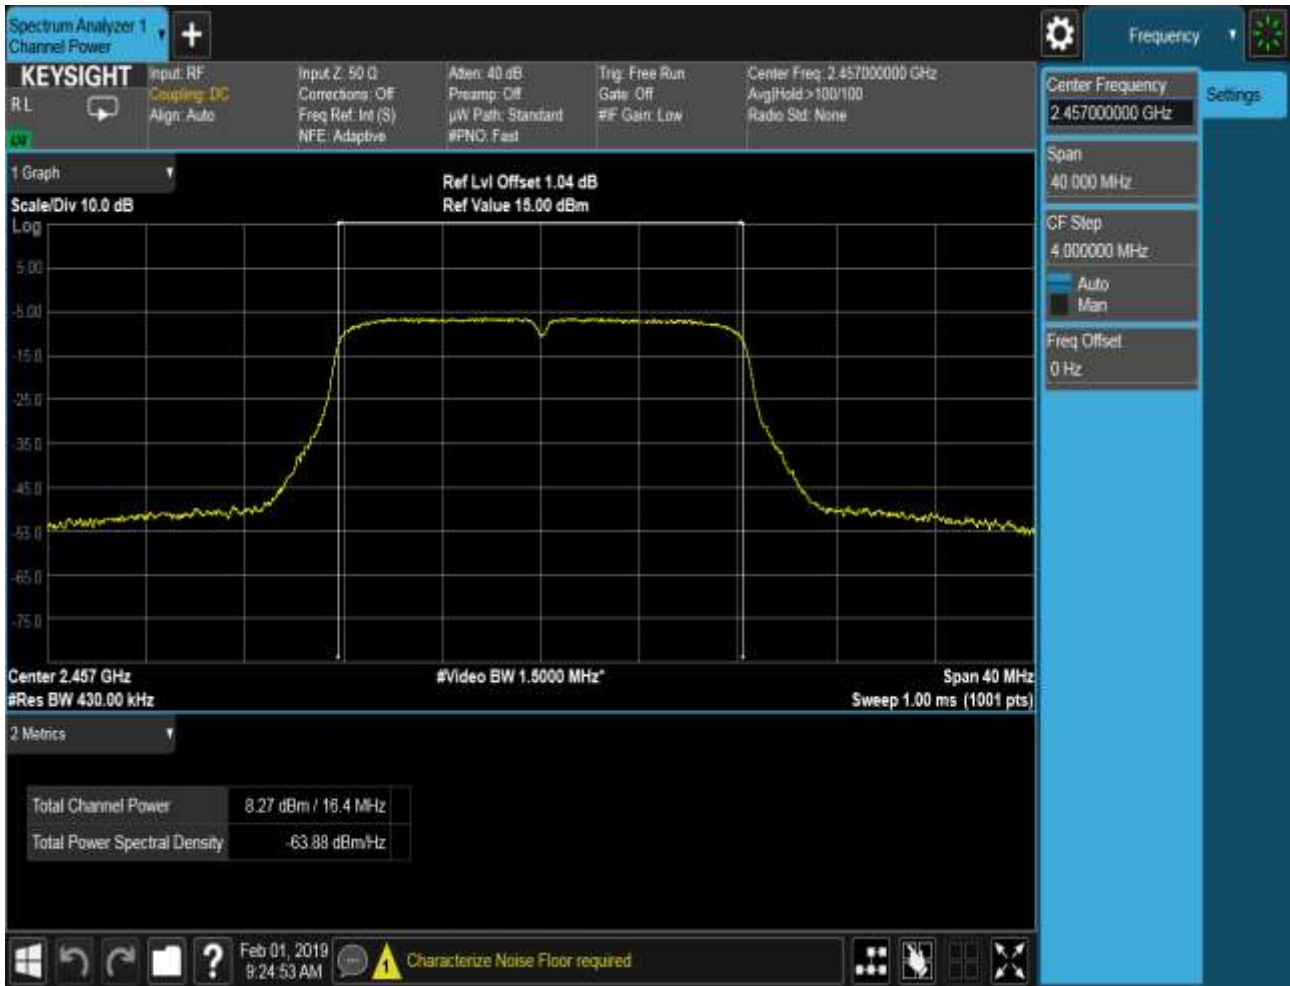 Spectrum Analyzer 1
Channel Power
+
Frequency
KEYSIGHT
Input: RF
Coupling: DC
Align: Auto
Input Z: 50 Ω
Corrections: Off
Freq Ref: Int (S)
NFE: Adaptive
Atten: 40 dB
Preamp: Off
µW Path: Standard
#PNO: Fast
Trig: Free Run
Gate: Off
#IF Gain: Low
Center Freq: 2.457000000 GHz
Avg|Hold:>100/100
Radio Std: None
R L
LXI
Center Frequency
2.457000000 GHz
Settings
Span
40.000 MHz
CF Step
4.000000 MHz
Auto
Man
Freq Offset
0 Hz
1 Graph
Scale/Div 10.0 dB
Ref Lvl Offset 1.04 dB
Ref Value 15.00 dBm
Log
5.00
-5.00
-15.0
-25.0
-35.0
-45.0
-55.0
-65.0
-75.0
Center 2.457 GHz
#Res BW 430.00 kHz
#Video BW 1.5000 MHz*
Span 40 MHz
Sweep 1.00 ms (1001 pts)
2 Metrics
Total Channel Power 8.27 dBm / 16.4 MHz
Total Power Spectral Density -63.88 dBm/Hz
?
Feb 01, 2019
9:24:53 AM
1
Characterize Noise Floor required